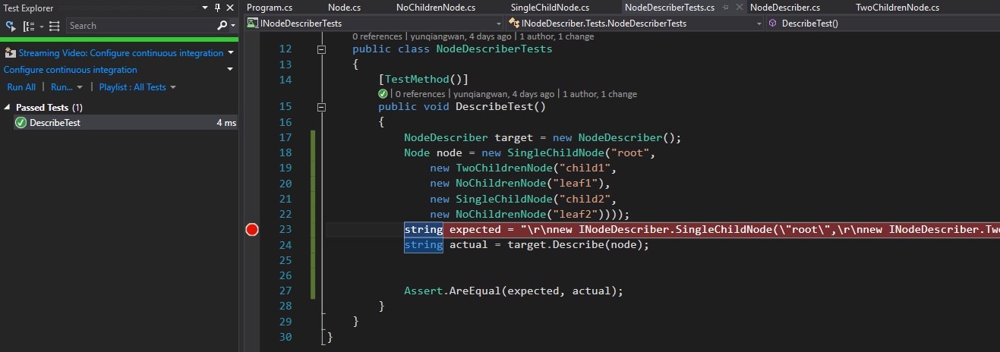 Test Explorer
Search
Streaming Video: Configure continuous integration
Configure continuous integration
Run All | Run... | Playlist : All Tests
Passed Tests (1)
DescribeTest 4 ms
Program.cs Node.cs NoChildrenNode.cs SingleChildNode.cs NodeDescriberTests.cs NodeDescriber.cs TwoChildrenNode.cs
INodeDescriberTests INodeDescriber.Tests.NodeDescriberTests DescribeTest()
0 references | yunqiangwan, 4 days ago | 1 author, 1 change
12 public class NodeDescriberTests
13 {
14 [TestMethod()]
| 0 references | yunqiangwan, 4 days ago | 1 author, 1 change
15 public void DescribeTest()
16 {
17 NodeDescriber target = new NodeDescriber();
18 Node node = new SingleChildNode("root",
19 new TwoChildrenNode("child1",
20 new NoChildrenNode("leaf1"),
21 new SingleChildNode("child2",
22 new NoChildrenNode("leaf2"))));
23 string expected = "\r\nnew INodeDescriber.SingleChildNode(\"root\",\r\nnew INodeDescriber.Two
24 string actual = target.Describe(node);
25
26
27 Assert.AreEqual(expected, actual);
28 }
29 }
30 }